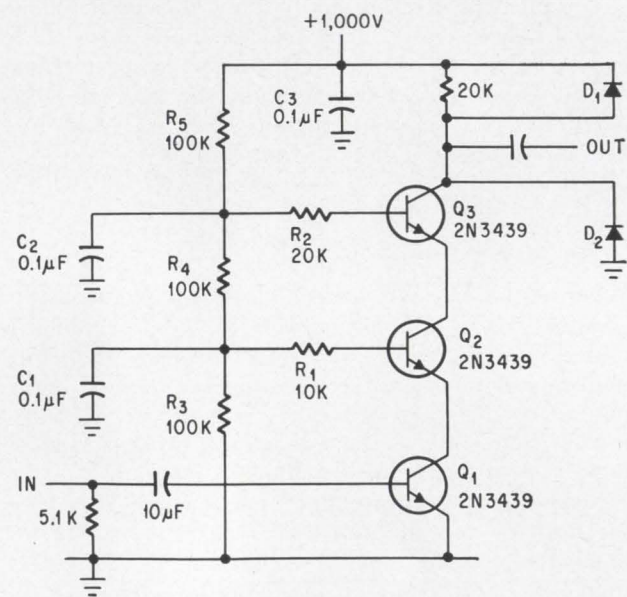 +1,000V
C3
0.1µF
20K
D1
R5
100K
OUT
C2
0.1µF
R2
20K
Q3
2N3439
D2
R4
100K
C1
0.1µF
R1
10K
Q2
2N3439
R3
100K
IN
5.1K
10µF
Q1
2N3439